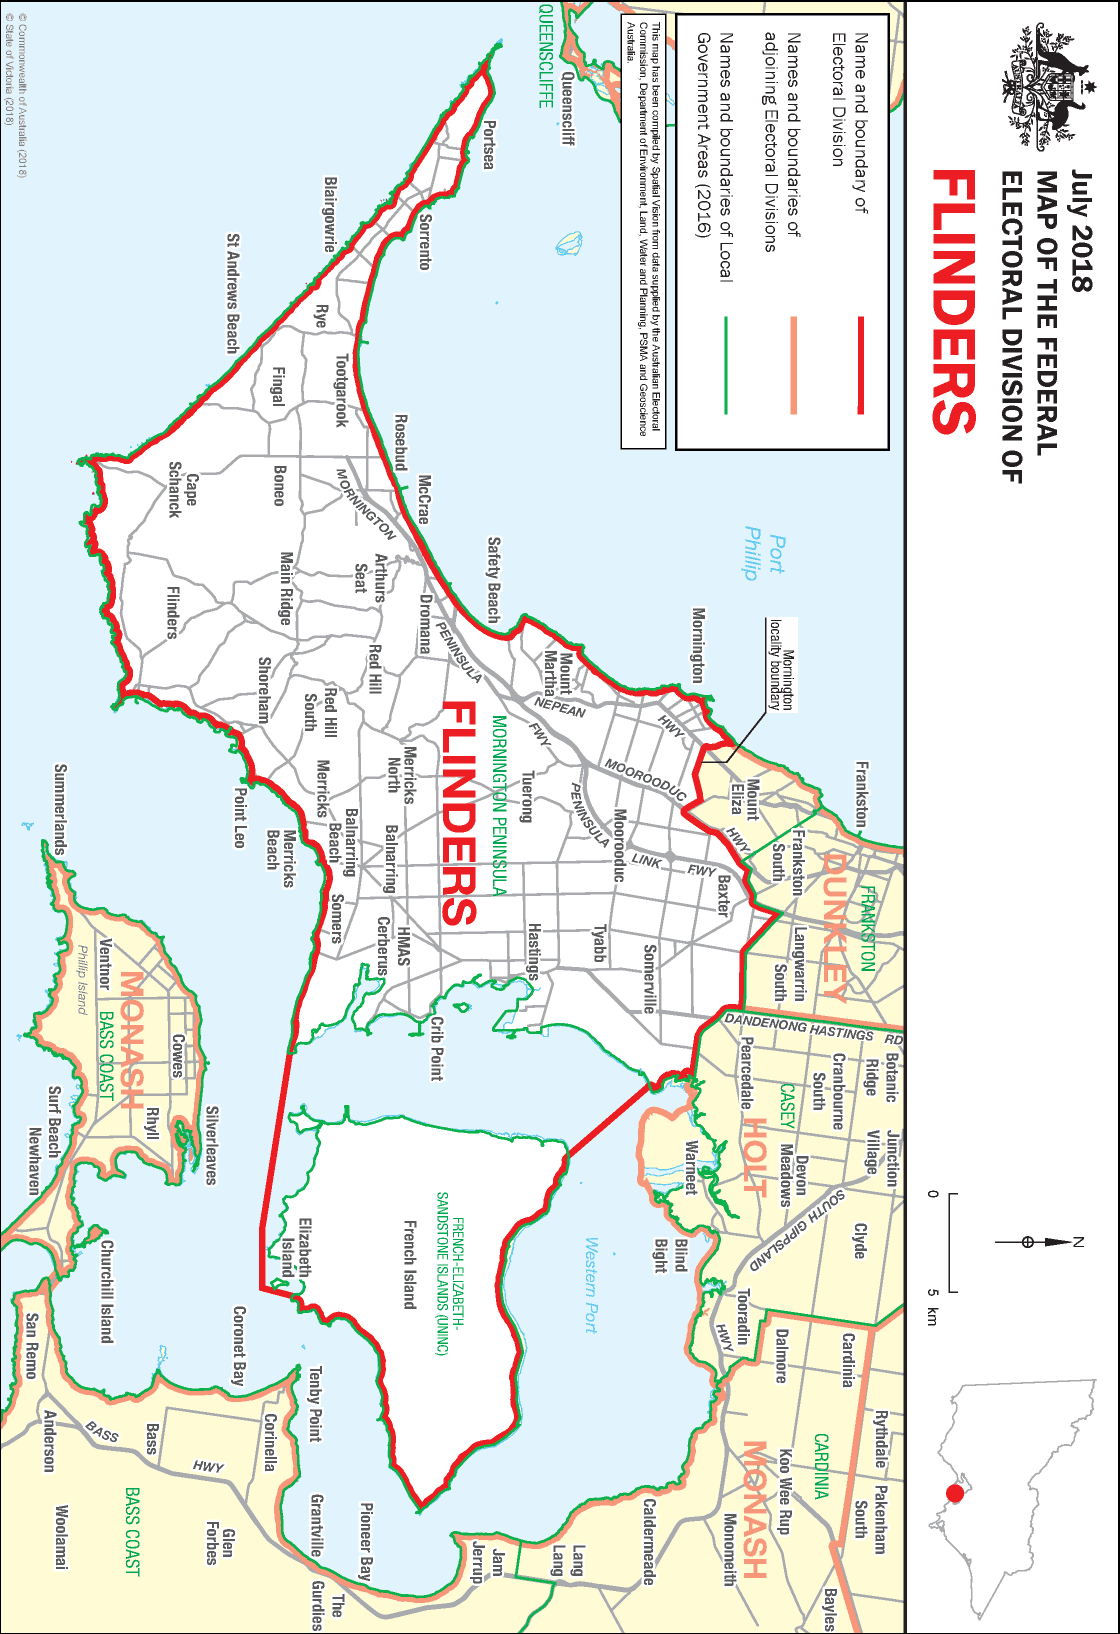 July 2018
MAP OF THE FEDERAL
ELECTORAL DIVISION OF
FLINDERS
N
0
5 km
Name and boundary of
Electoral Division
Names and boundaries of
adjoining Electoral Divisions
Names and boundaries of Local
Government Areas (2016)
This map has been compiled by Spatial Vision from data supplied by the Australian Electoral
Commission, Department of Environment, Land, Water and Planning, PSMA and Geoscience
Australia.
QUEENSCLIFFE
Queenscliff
Port
Phillip
Mornington
locality boundary
Frankston
FRANKSTON
DUNKLEY
Frankston
South
Langwarrin
South
Mount
Eliza
DANDENONG HASTINGS RD
Botanic
Ridge
Cranbourne
South
Junction
Village
Pearcedale
CASEY
HOLT
Devon
Meadows
SOUTH GIPPSLAND
HWY
Clyde
Warneet
Blind
Bight
Tooradin
Dalmore
Cardinia
Rythdale
Pakenham
South
CARDINIA
Koo Wee Rup
MONASH
Monomeith
Bayles
Caldermeade
Lang
Lang
Jam
Jerrup
Mornington
Safety Beach
Mount
Martha
NEPEAN
HWY
MOOROODUC
HWY
FWY
PENINSULA
LINK
FWY
Baxter
Moorooduc
Tuerong
Somerville
Tyabb
Hastings
MORNINGTON PENINSULA
FLINDERS
Portsea
Sorrento
Blairgowrie
St Andrews Beach
Rye
Tootgarook
Fingal
Rosebud
McCrae
Boneo
Cape
Schanck
MORNINGTON
PENINSULA
Arthurs
Seat
Dromana
Main Ridge
Flinders
Red Hill
Red Hill
South
Shoreham
Merricks
North
Merricks
Balnarring
Balnarring
Beach
Point Leo
Merricks
Beach
Somers
HMAS
Cerberus
Crib Point
Western Port
FRENCH-ELIZABETH-
SANDSTONE ISLANDS (UNINC)
French Island
Elizabeth
Island
Summerlands
Ventnor
Phillip Island
MONASH
BASS COAST
Cowes
Rhyll
Silverleaves
Surf Beach
Newhaven
Churchill Island
San Remo
Coronet Bay
Tenby Point
Corinella
Bass
BASS
HWY
Anderson
Woolamai
BASS COAST
Glen
Forbes
Grantville
Pioneer Bay
The
Gurdies
© Commonwealth of Australia (2018)
© State of Victoria (2018)